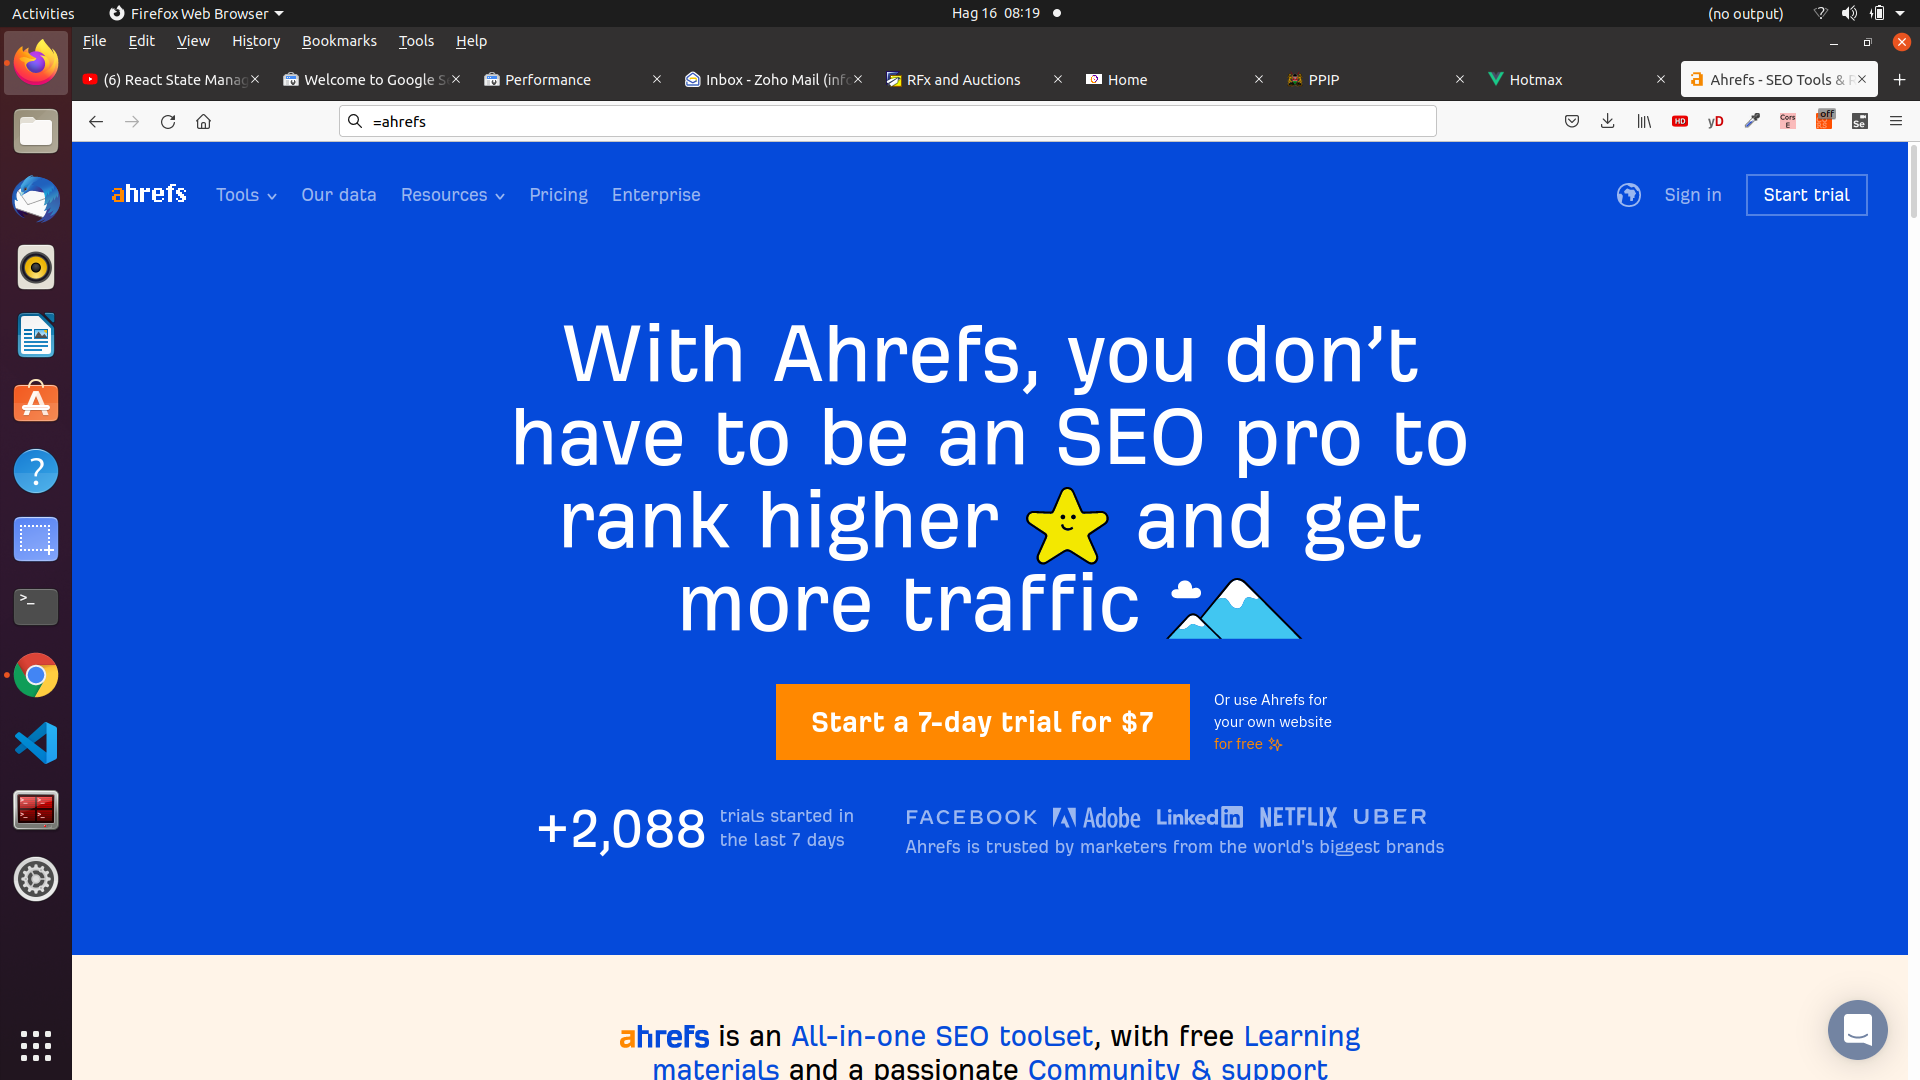 Activities
Firefox Web Browser
Hag 16 08:19
(no output)
File Edit View History Bookmarks Tools Help
(6) React State Manag
Welcome to Google S
Performance
Inbox - Zoho Mail (info
RFx and Auctions
Home
PPIP
Hotmax
Ahrefs - SEO Tools & R
=ahrefs
HD
yD
Cors
E
off
Se
ahrefs
Tools
Our data
Resources
Pricing
Enterprise
Sign in
Start trial
With Ahrefs, you don’t
have to be an SEO pro to
rank higher and get
more traffic
Start a 7-day trial for $7
Or use Ahrefs for
your own website
for free
+2,088
trials started in
the last 7 days
FACEBOOK Adobe LinkedIn NETFLIX UBER
Ahrefs is trusted by marketers from the world's biggest brands
ahrefs is an All-in-one SEO toolset, with free Learning
materials and a passionate Community & support